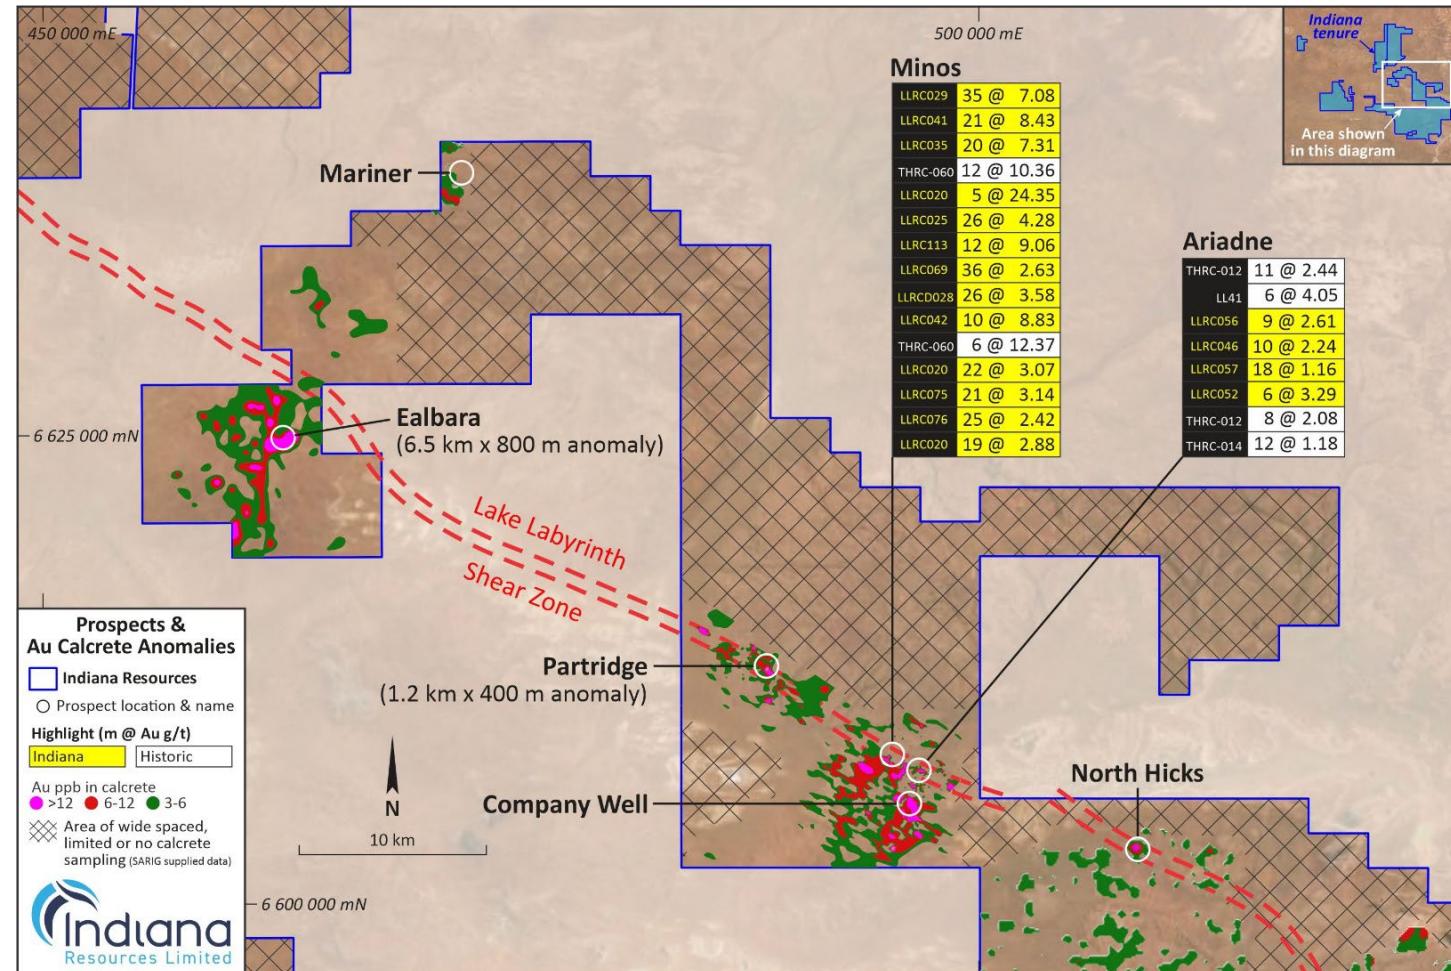 450 000 mE
500 000 mE
Indiana
tenure
Area shown
in this diagram
Minos
LLRC029 35 @ 7.08
LLRC041 21 @ 8.43
LLRC035 20 @ 7.31
THRC-060 12 @ 10.36
LLRC020 5 @ 24.35
LLRC025 26 @ 4.28
LLRC113 12 @ 9.06
LLRC069 36 @ 2.63
LLRCD028 26 @ 3.58
LLRC042 10 @ 8.83
THRC-060 6 @ 12.37
LLRC020 22 @ 3.07
LLRC075 21 @ 3.14
LLRC076 25 @ 2.42
LLRC020 19 @ 2.88
Ariadne
THRC-012 11 @ 2.44
LL41 6 @ 4.05
LLRC056 9 @ 2.61
LLRC046 10 @ 2.24
LLRC057 18 @ 1.16
LLRC052 6 @ 3.29
THRC-012 8 @ 2.08
THRC-014 12 @ 1.18
Mariner
Ealbara
(6.5 km x 800 m anomaly)
6 625 000 mN
Lake Labyrinth
Shear Zone
Partridge
(1.2 km x 400 m anomaly)
Company Well
North Hicks
N
10 km
6 600 000 mN
Prospects &
Au Calcrete Anomalies
Indiana Resources
Prospect location & name
Highlight (m @ Au g/t)
Indiana Historic
Au ppb in calcrete
>12 6-12 3-6
Area of wide spaced,
limited or no calcrete
sampling (SARIG supplied data)
Indiana
Resources Limited